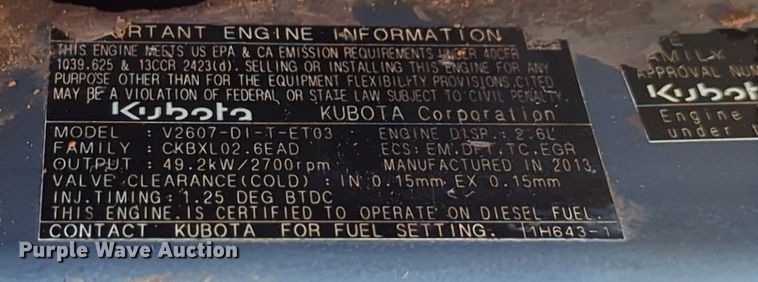 ORTANT ENGINE INFORMATION
THIS ENGINE MEETS US EPA & CA EMISSION REQUIREMENTS UNDER 40CFR
1039.625 & 13CCR 2423(d). SELLING OR INSTALLING THIS ENGINE FOR ANY
PURPOSE OTHER THAN FOR THE EQUIPMENT FLEXIBILITY PROVISIONS CITED
MAY BE A VIOLATION OF FEDERAL OR STATE LAW SUBJECT TO CIVIL PENALTY.
Kubota KUBOTA Corporation
MODEL : V2607-DI-T-ET03 ENGINE DISP.: 2.6L
FAMILY : CKBXL02.6EAD ECS: EM,DFI,TC,EGR
OUTPUT : 49.2kW/2700rpm MANUFACTURED IN 2013
VALVE CLEARANCE(COLD) : IN 0.15mm EX 0.15mm
INJ.TIMING : 1.25 DEG BTDC
THIS ENGINE IS CERTIFIED TO OPERATE ON DIESEL FUEL.
CONTACT KUBOTA FOR FUEL SETTING. 1H643-1
AMILY
APPROVAL NUM
Kubota
Engine
under
Purple Wave Auction